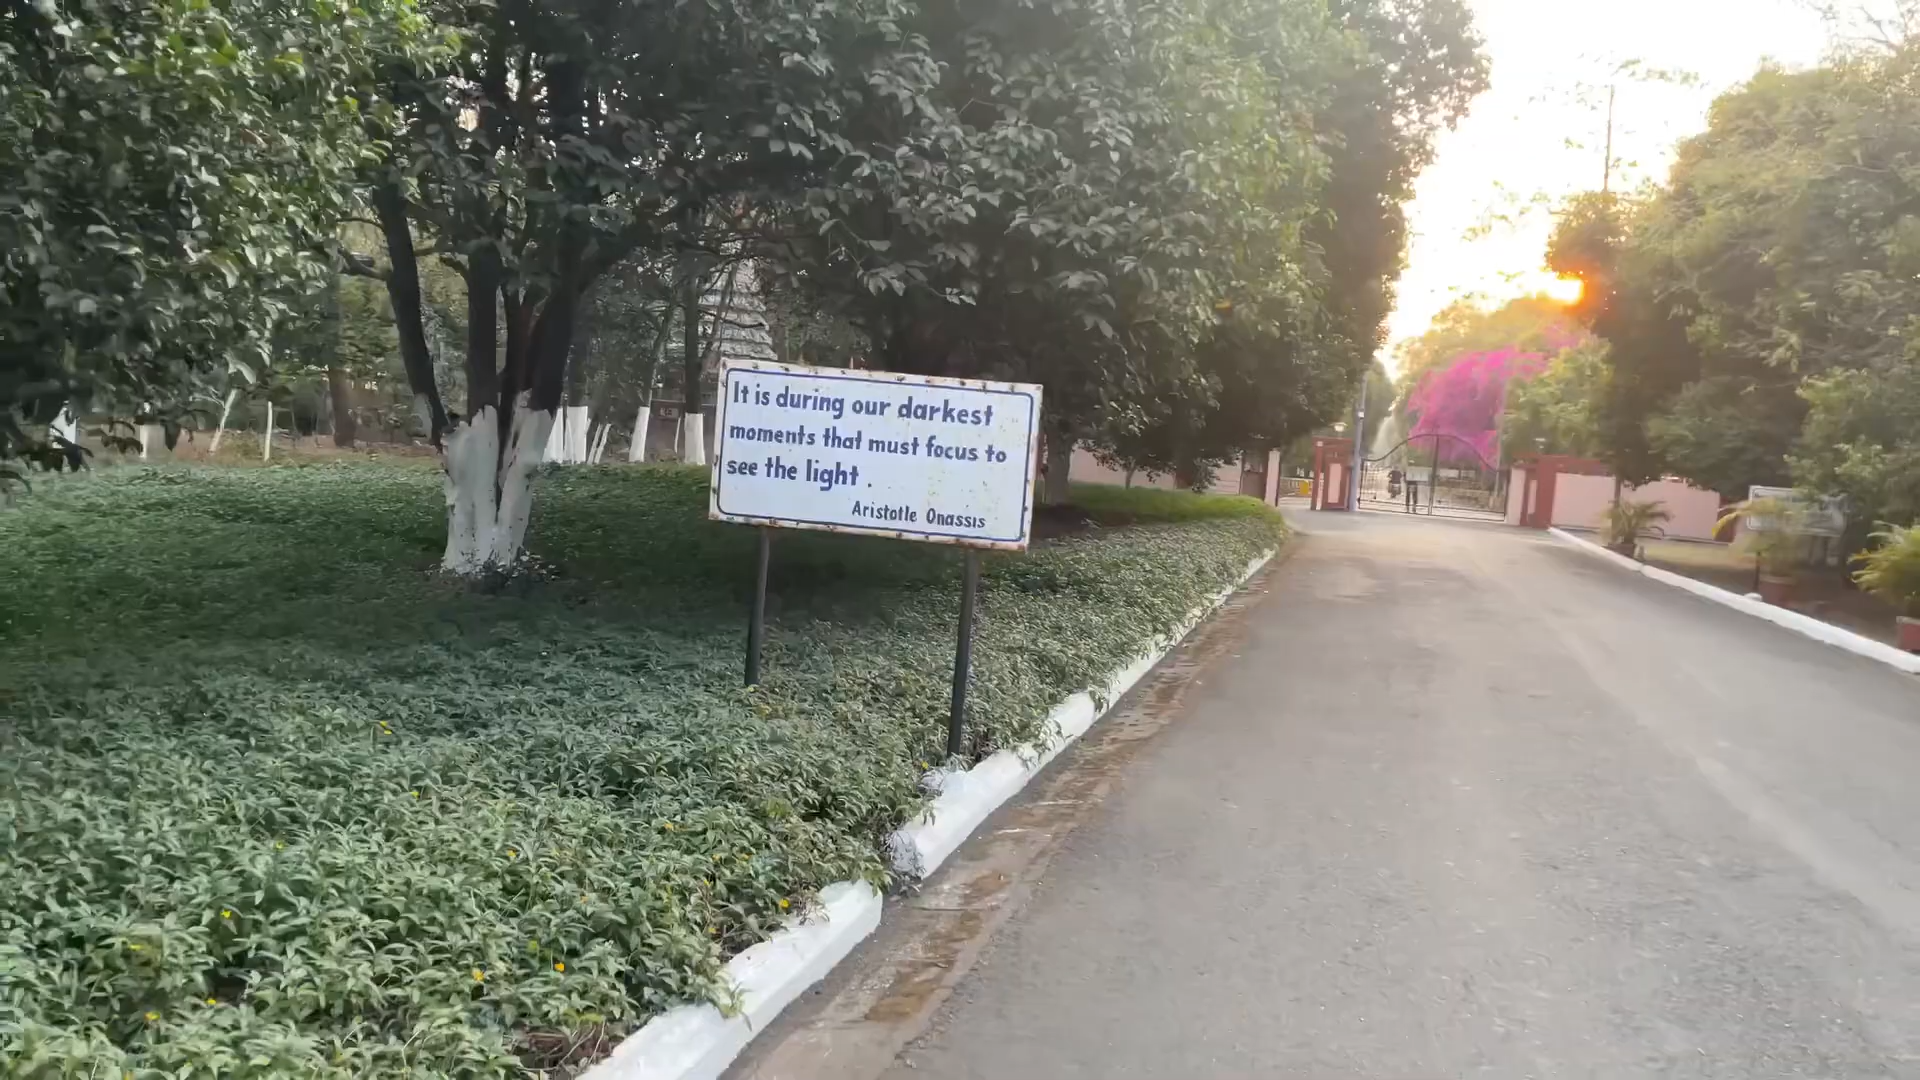 It is during our darkest
moments that must focus to
see the light .
Aristotle Onassis